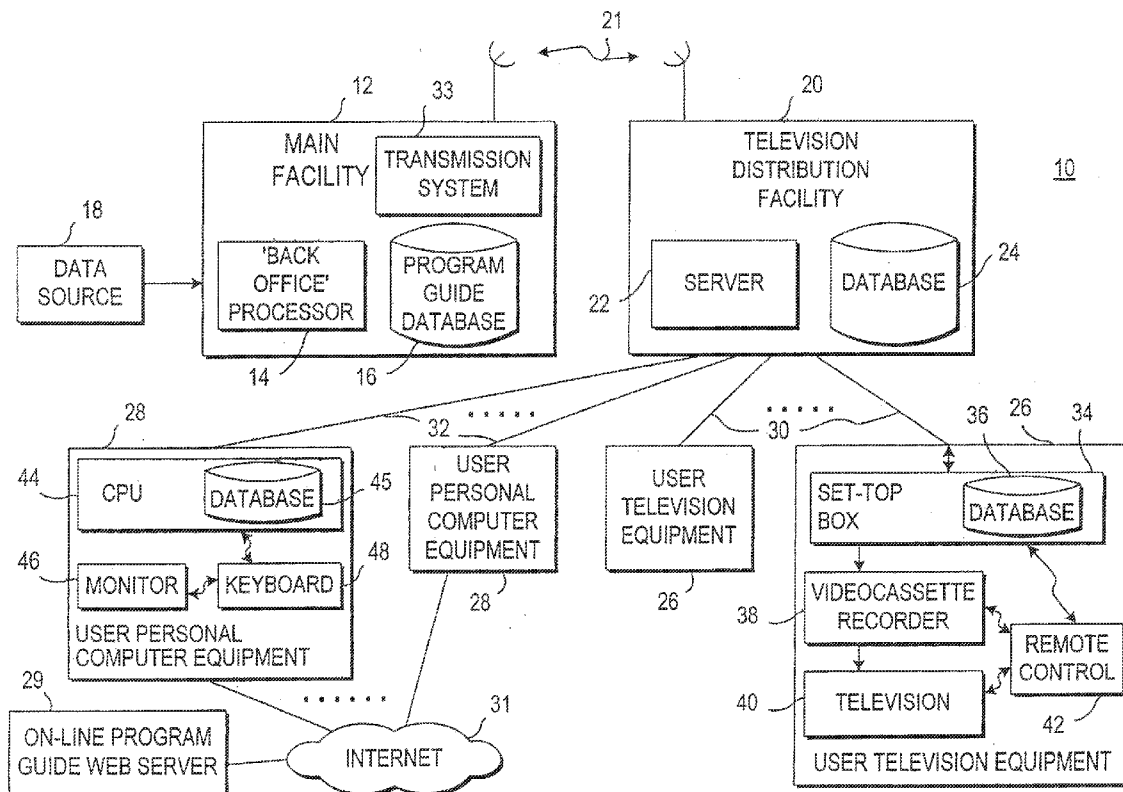 21
12
33
20
MAIN
FACILITY
TRANSMISSION
SYSTEM
TELEVISION
DISTRIBUTION
FACILITY
10
18
DATA
SOURCE
'BACK
OFFICE'
PROCESSOR
PROGRAM
GUIDE
DATABASE
22
SERVER
DATABASE
24
14
16
28
32
30
36
26
34
44
CPU
DATABASE
45
USER
PERSONAL
COMPUTER
EQUIPMENT
USER
TELEVISION
EQUIPMENT
SET-TOP
BOX
DATABASE
46
MONITOR
KEYBOARD
48
28
26
38
VIDEOCASSETTE
RECORDER
USER PERSONAL
COMPUTER EQUIPMENT
REMOTE
CONTROL
29
31
40
TELEVISION
42
ON-LINE PROGRAM
GUIDE WEB SERVER
INTERNET
USER TELEVISION EQUIPMENT